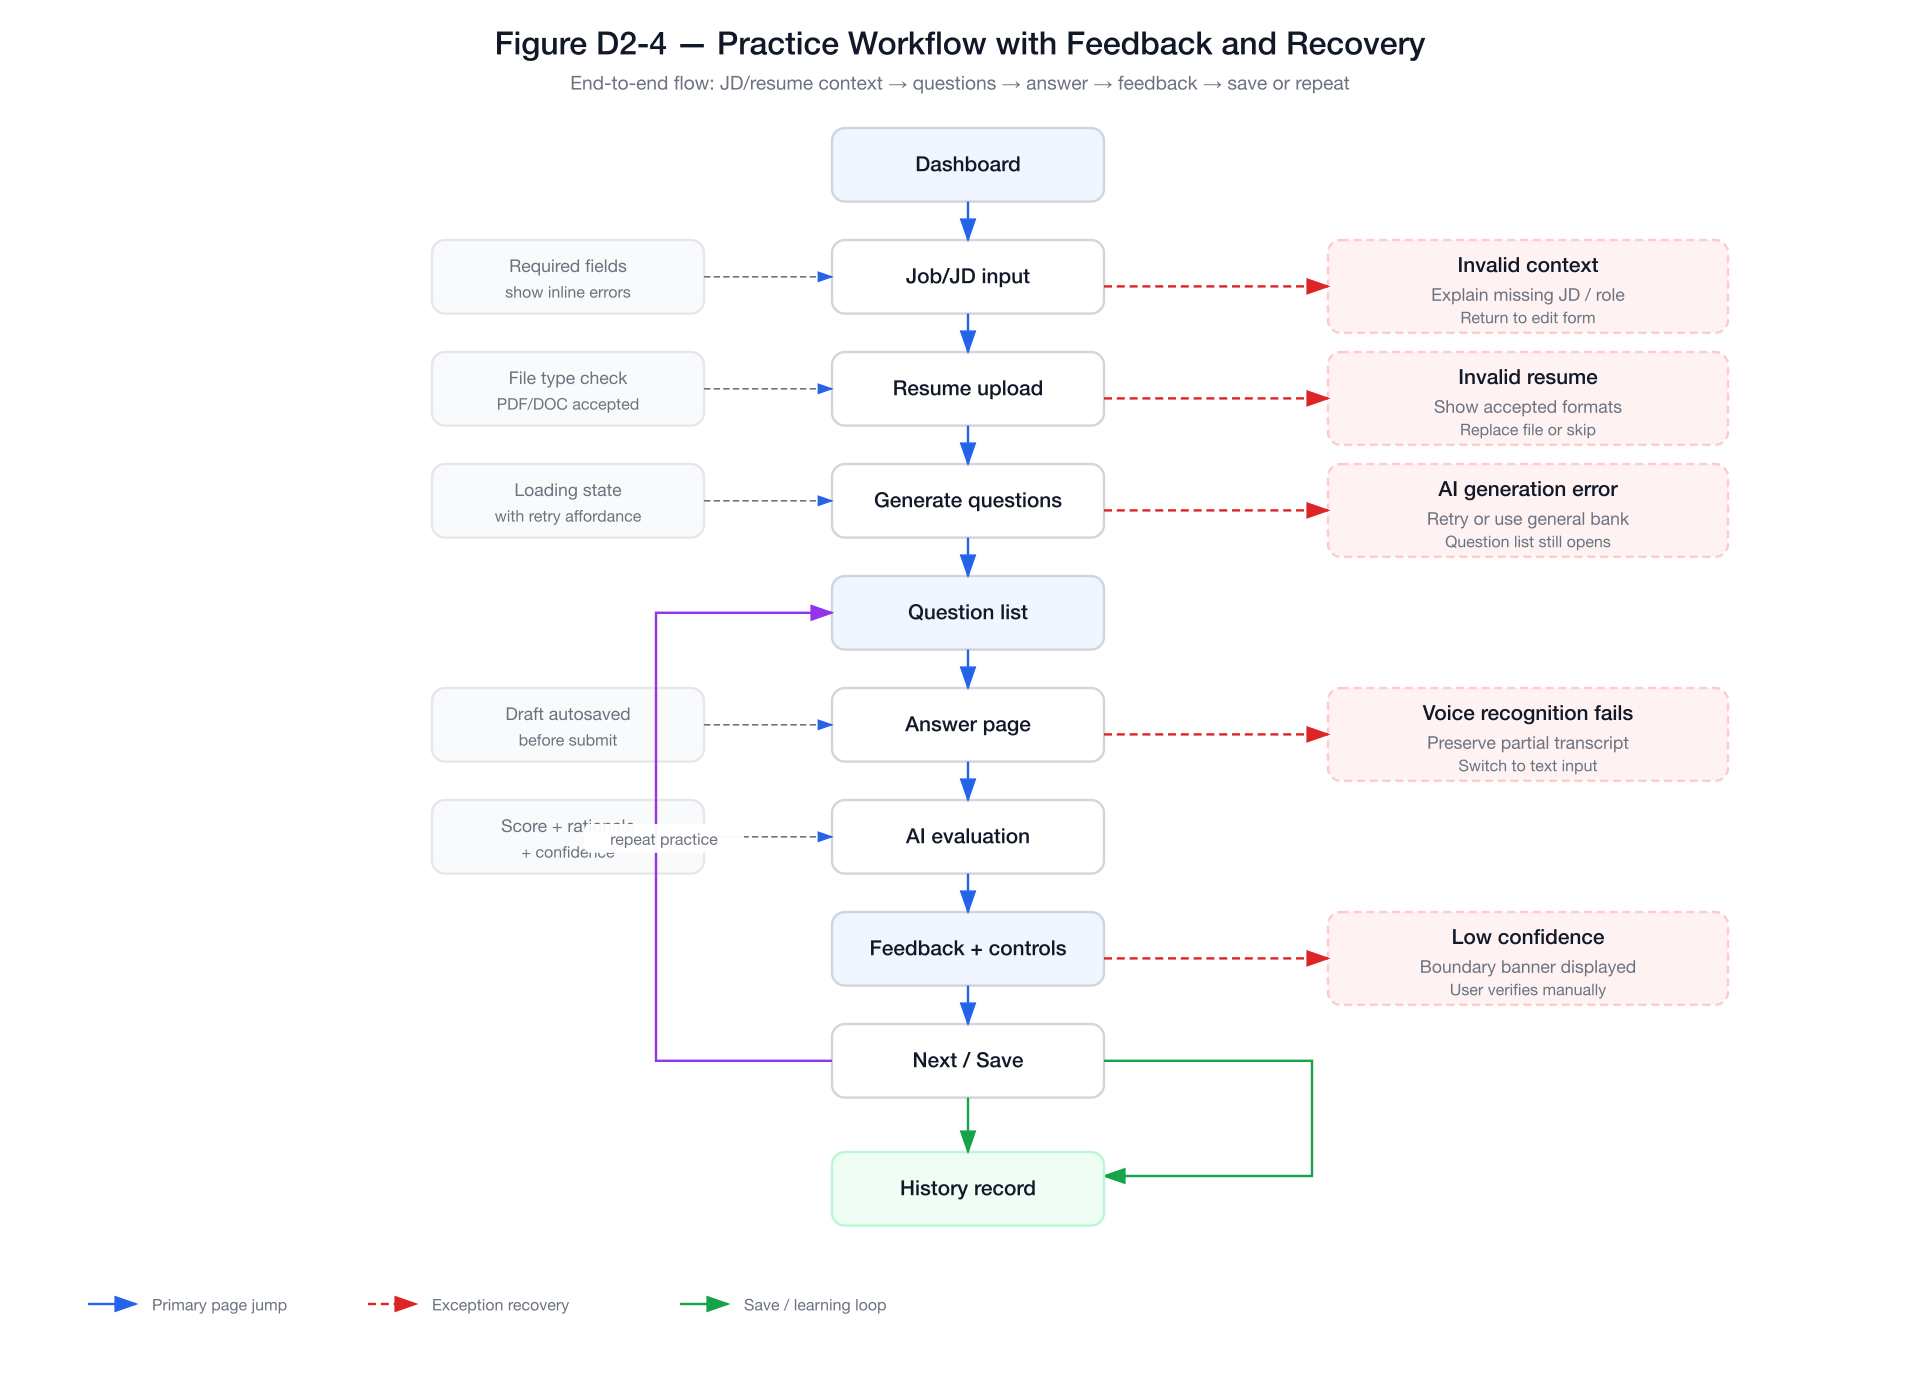 Figure D2-4 — Practice Workflow with Feedback and Recovery
End-to-end flow: JD/resume context → questions → answer → feedback → save or repeat
Dashboard
Required fields
show inline errors
Job/JD input
Invalid context
Explain missing JD / role
Return to edit form
File type check
PDF/DOC accepted
Resume upload
Invalid resume
Show accepted formats
Replace file or skip
Loading state
with retry affordance
Generate questions
AI generation error
Retry or use general bank
Question list still opens
Question list
Draft autosaved
before submit
Answer page
Voice recognition fails
Preserve partial transcript
Switch to text input
Score + rationale
+ confidence
repeat practice
AI evaluation
Feedback + controls
Low confidence
Boundary banner displayed
User verifies manually
Next / Save
History record
Primary page jump
Exception recovery
Save / learning loop